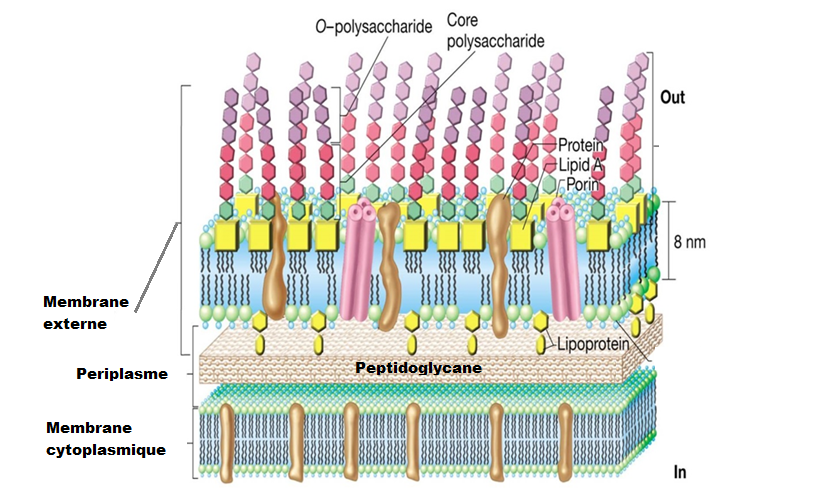 O-polysaccharide
Core
polysaccharide
Out
Protein
Lipid A
Porin
8 nm
Membrane
externe
Lipoprotein
Periplasme
Peptidoglycane
Membrane
cytoplasmique
In